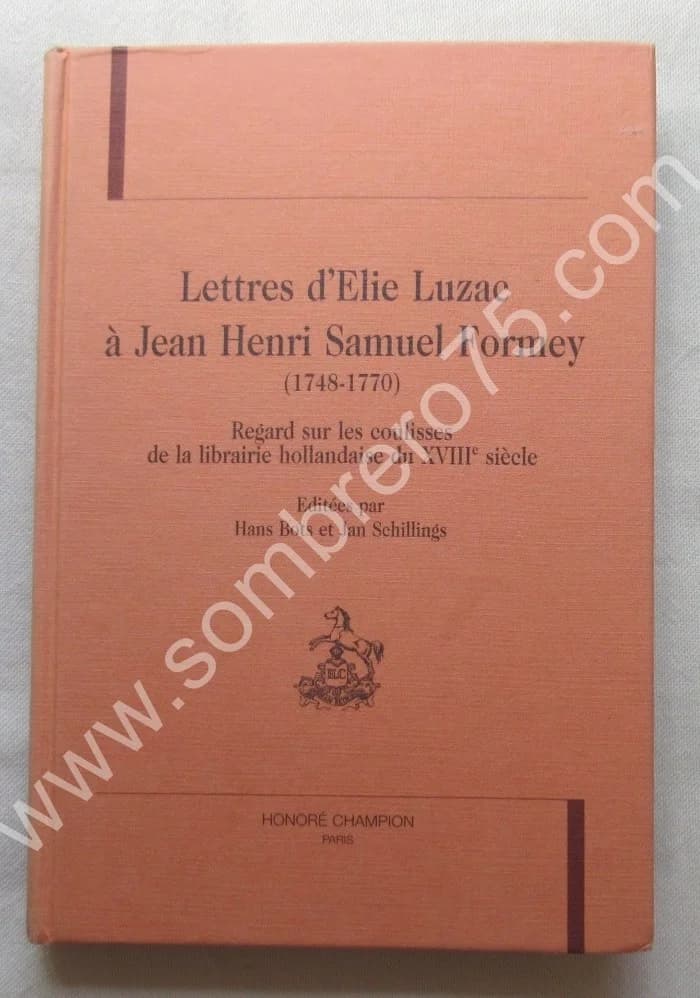 Lettres d'Elie Luzac
à Jean Henri Samuel Formey
(1748-1770)
Regard sur les coulisses
de la librairie hollandaise du XVIIIe siècle
Editées par
Hans Bots et Jan Schillings
HONORÉ CHAMPION
PARIS
www.sombrero75.com